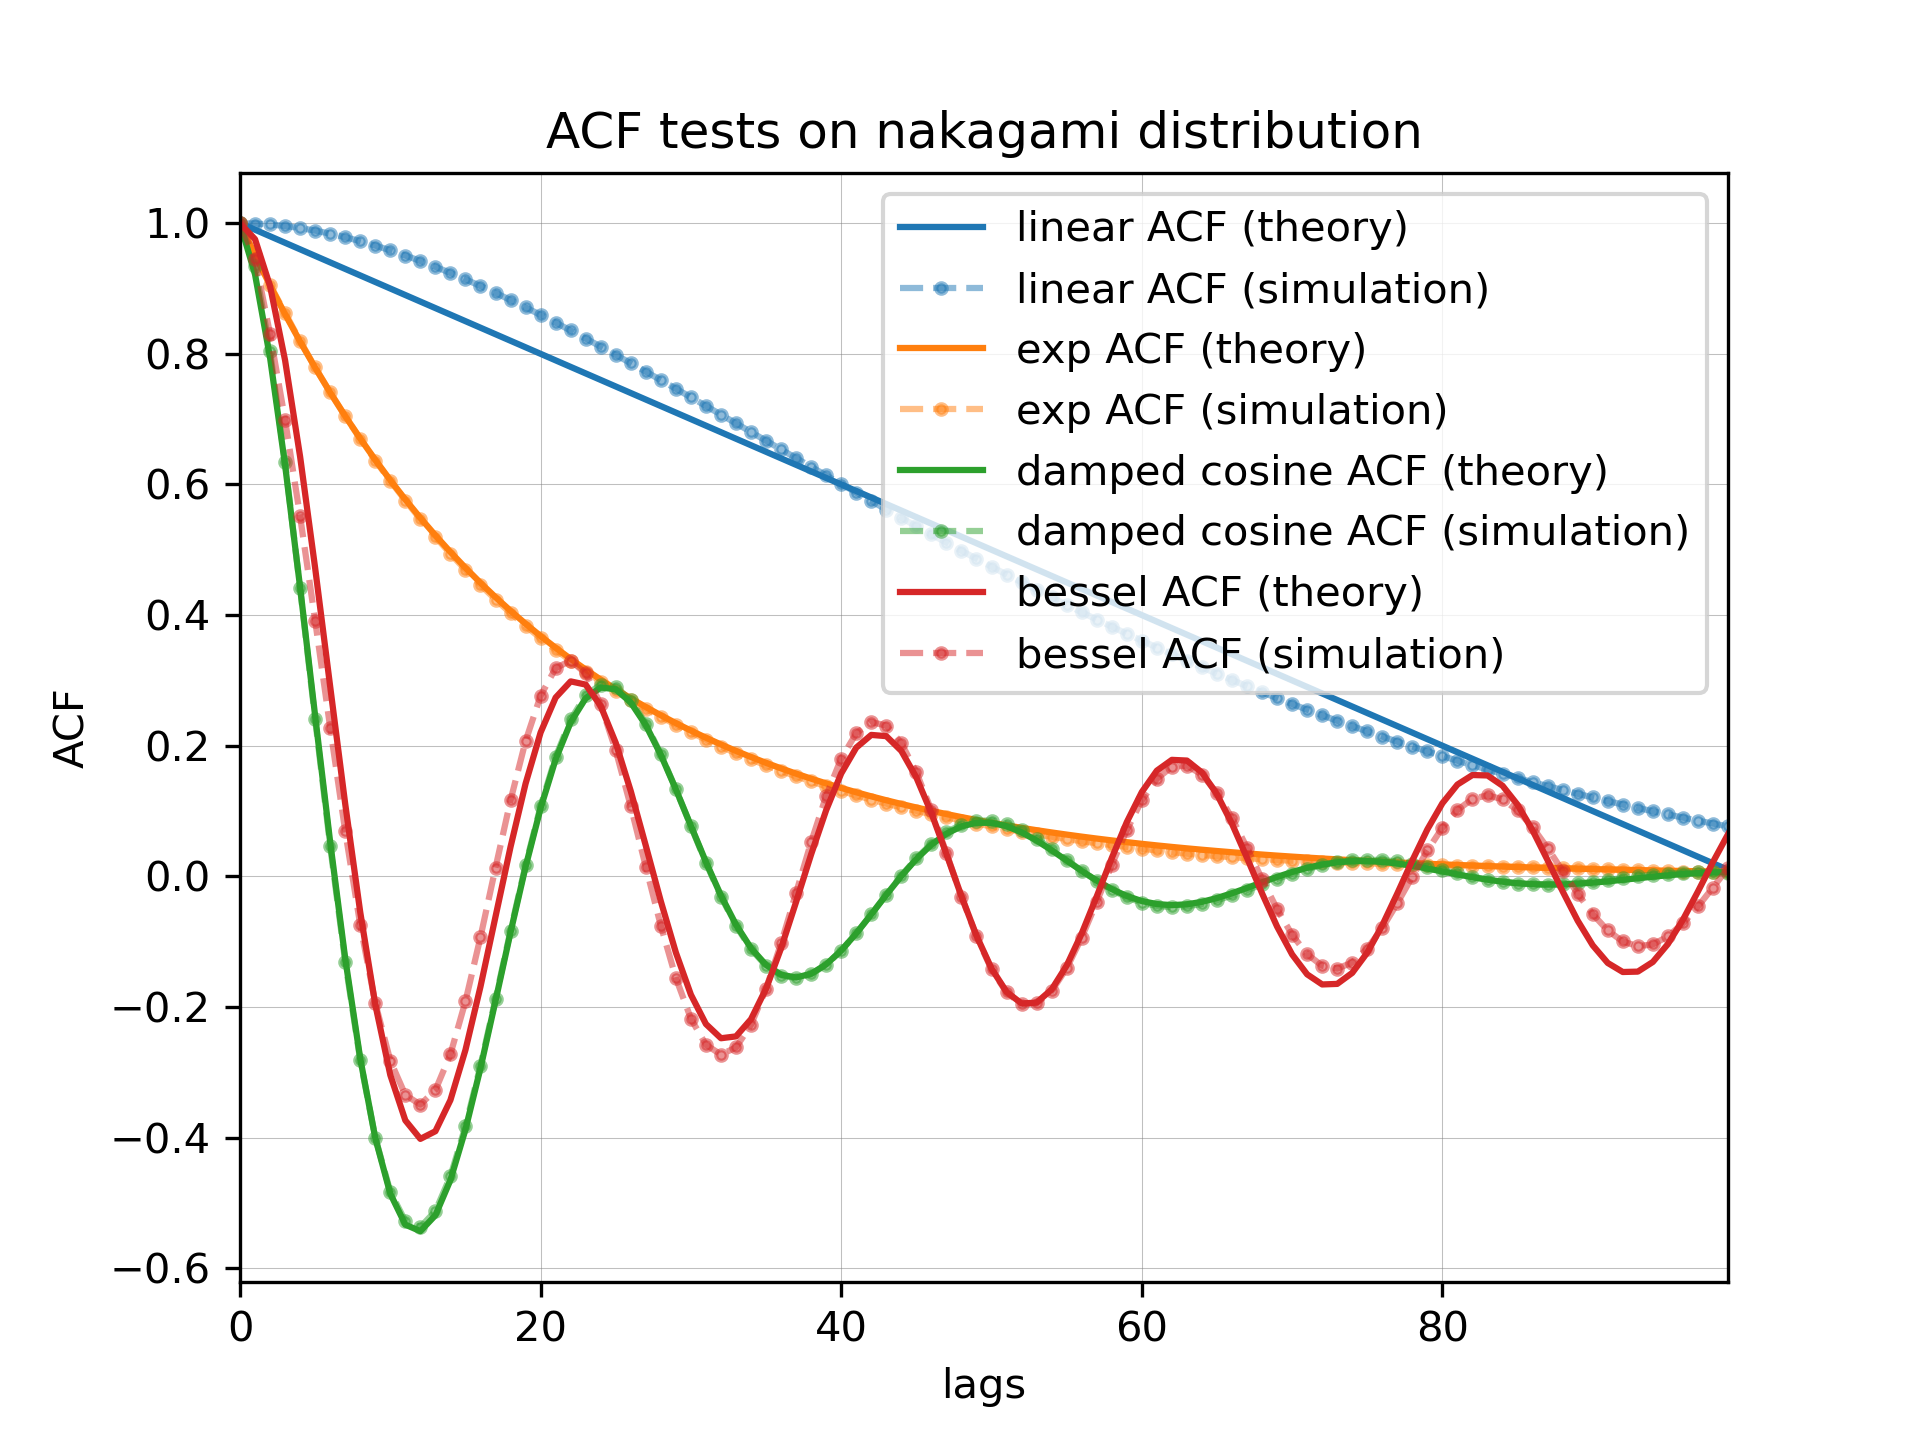 ACF tests on nakagami distribution
1.0
0.8
0.6
0.4
0.2
0.0
−0.2
−0.4
−0.6
ACF
linear ACF (theory)
linear ACF (simulation)
exp ACF (theory)
exp ACF (simulation)
damped cosine ACF (theory)
damped cosine ACF (simulation)
bessel ACF (theory)
bessel ACF (simulation)
0 20 40 60 80
lags